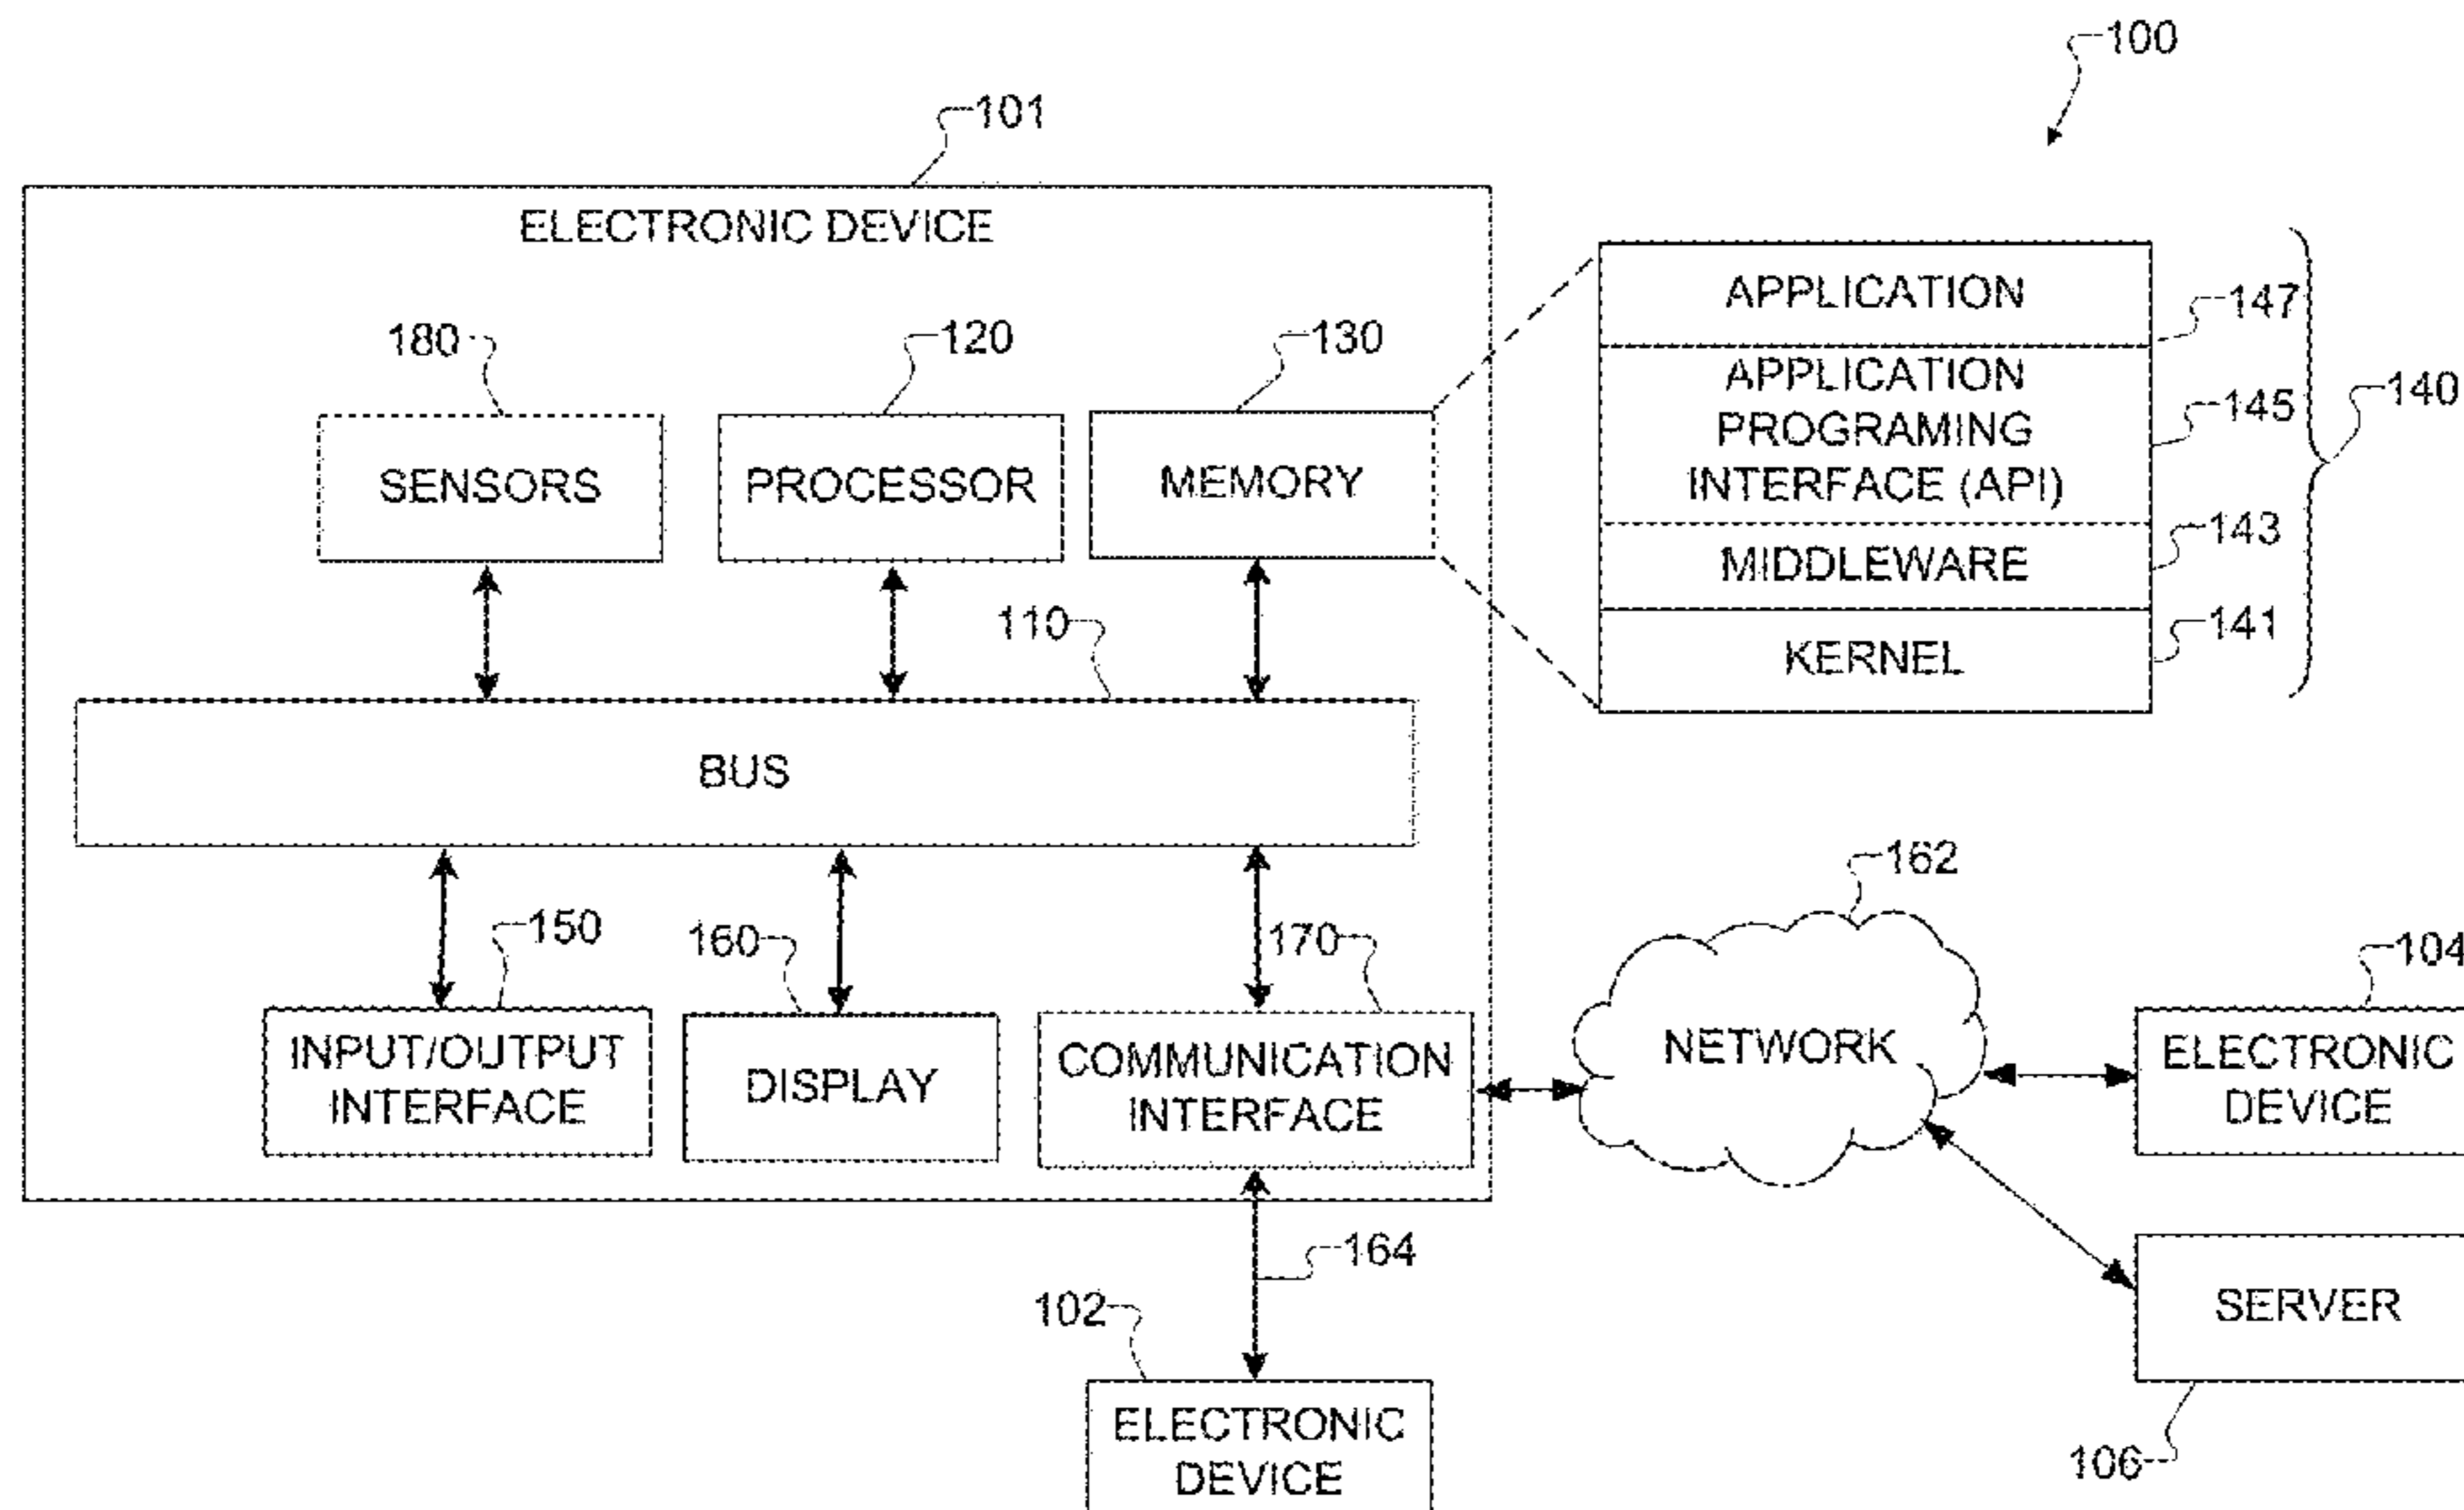 100
101
ELECTRONIC DEVICE
180
120
130
SENSORS
PROCESSOR
MEMORY
110
BUS
150
160
170
INPUT/OUTPUT
INTERFACE
DISPLAY
COMMUNICATION
INTERFACE
APPLICATION
147
APPLICATION
PROGRAMING
INTERFACE (API)
145
140
MIDDLEWARE
143
KERNEL
141
162
NETWORK
104
ELECTRONIC
DEVICE
SERVER
106
164
102
ELECTRONIC
DEVICE